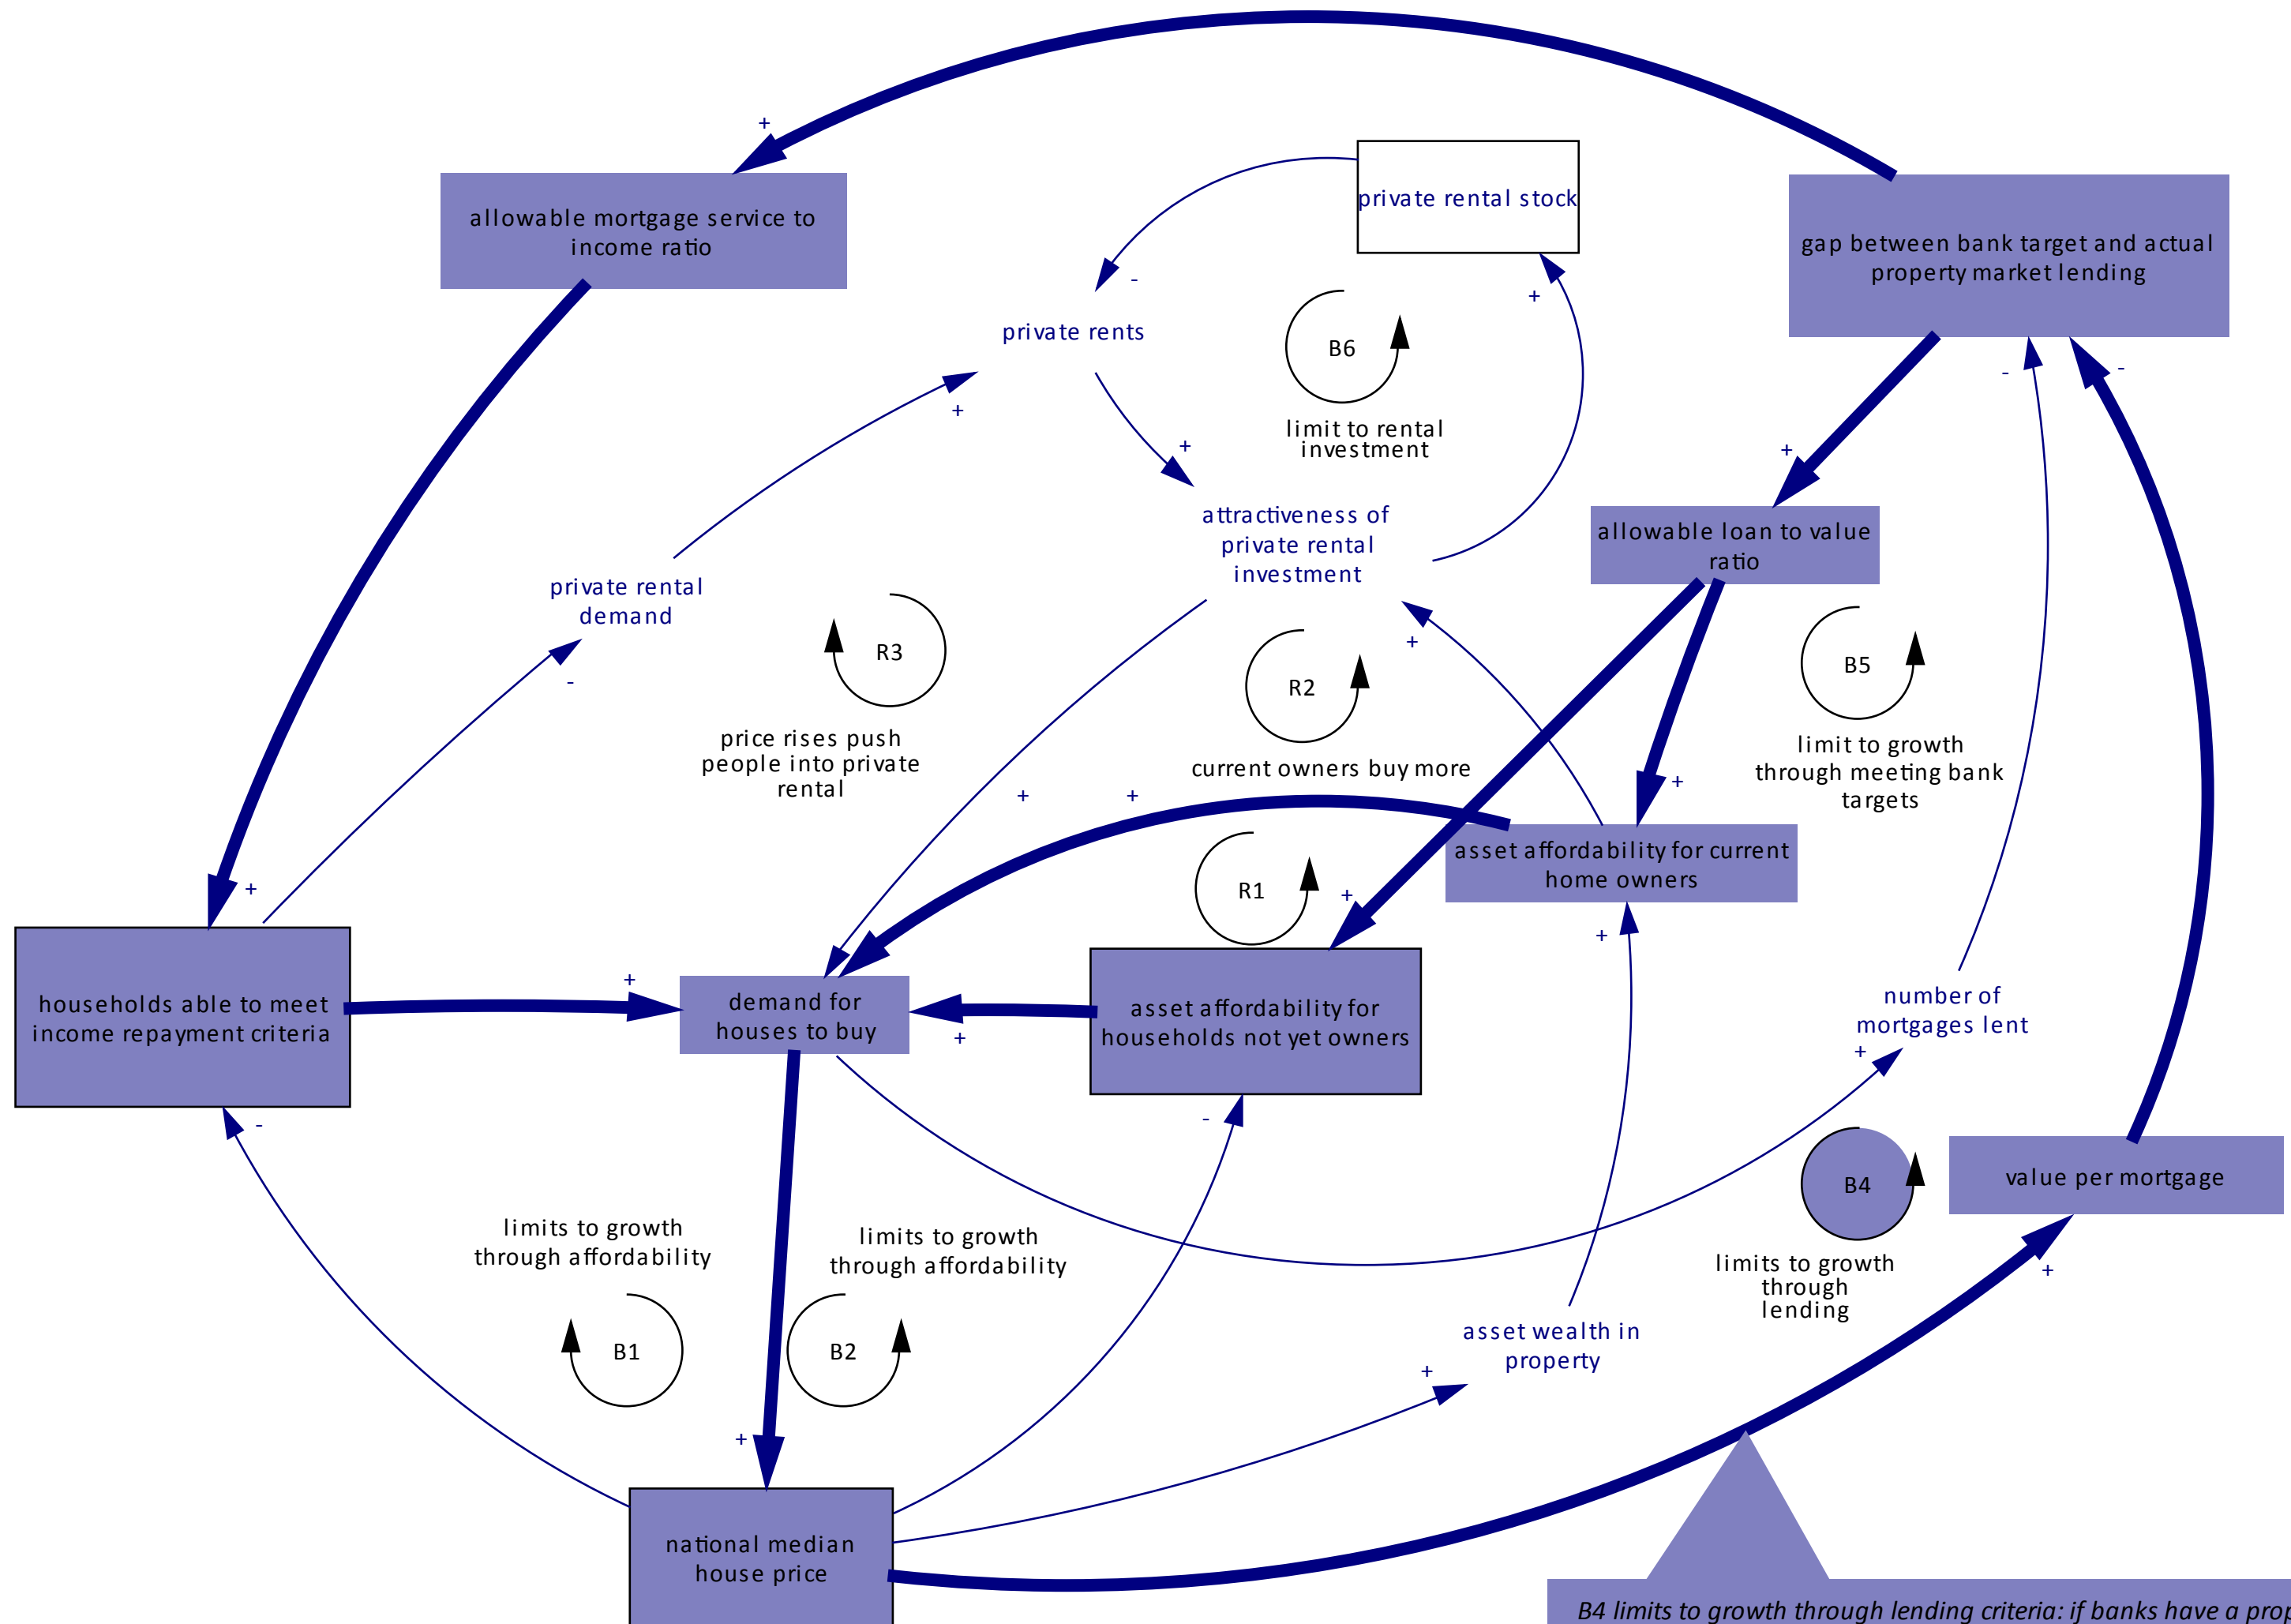 +
private rental stock
allowable mortgage service to
income ratio
gap between bank target and actual
property market lending
-
+
private rents
B6
-
-
+
limit to rental
investment
+
+
attractiveness of
private rental
investment
allowable loan to value
ratio
private rental
demand
-
R3
+
R2
B5
price rises push
people into private
rental
limit to growth
through meeting bank
targets
current owners buy more
+
+
+
asset affordability for current
home owners
+
R1
+
+
+
households able to meet
income repayment criteria
demand for
houses to buy
+
asset affordability for
households not yet owners
number of
mortgages lent
+
-
-
B4
value per mortgage
limits to growth
through affordability
limits to growth
through affordability
limits to growth
through
lending
+
B1
B2
asset wealth in
property
+
+
national median
house price
B4 limits to growth through lending criteria: if banks have a